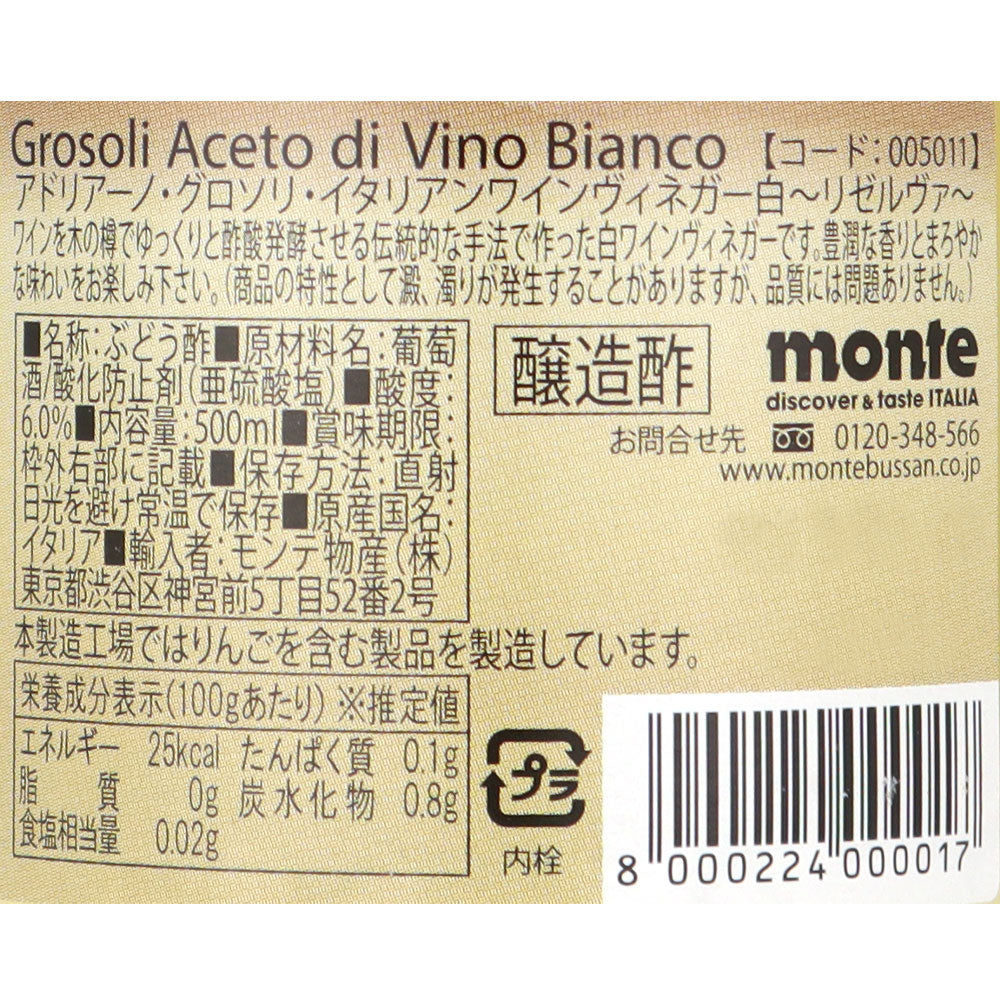 Grosoli Aceto di Vino Bianco 【コード:005011】
アドリアーノ・グロソリ・イタリアンワインヴィネガー白～リゼルヴァ～
ワインを木の樽でゆっくりと酢酸発酵させる伝統的な手法で作った白ワインヴィネガーです。豊潤な香りとまろやか
な味わいをお楽しみ下さい。(商品の特性として澱、濁りが発生することがありますが、品質には問題ありません。)
■名称:ぶどう酢■原材料名:葡萄
酒/酸化防止剤(亜硫酸塩)■酸度:
6.0%■内容量:500ml■賞味期限:
枠外右部に記載■保存方法:直射
日光を避け常温で保存■原産国名:
イタリア■輸入者:モンテ物産(株)
東京都渋谷区神宮前5丁目52番2号
醸造酢
monte
discover & taste ITALIA
お問合せ先 0120-348-566
www.montebussan.co.jp
本製造工場ではりんごを含む製品を製造しています。
栄養成分表示(100gあたり)※推定値
エネルギー 25kcal たんぱく質 0.1g
脂質 0g 炭水化物 0.8g
食塩相当量 0.02g
プラ
内栓
8 000224 000017